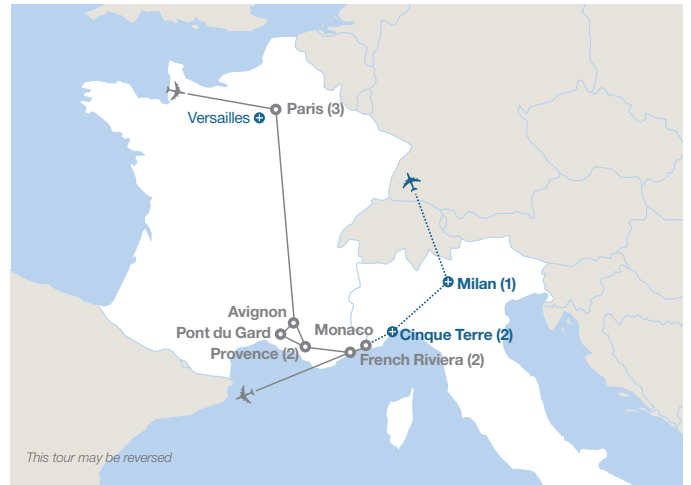 Paris (3)
Versailles
Milan (1)
Avignon
Pont du Gard
Monaco
Cinque Terre (2)
Provence (2)
French Riviera (2)
This tour may be reversed